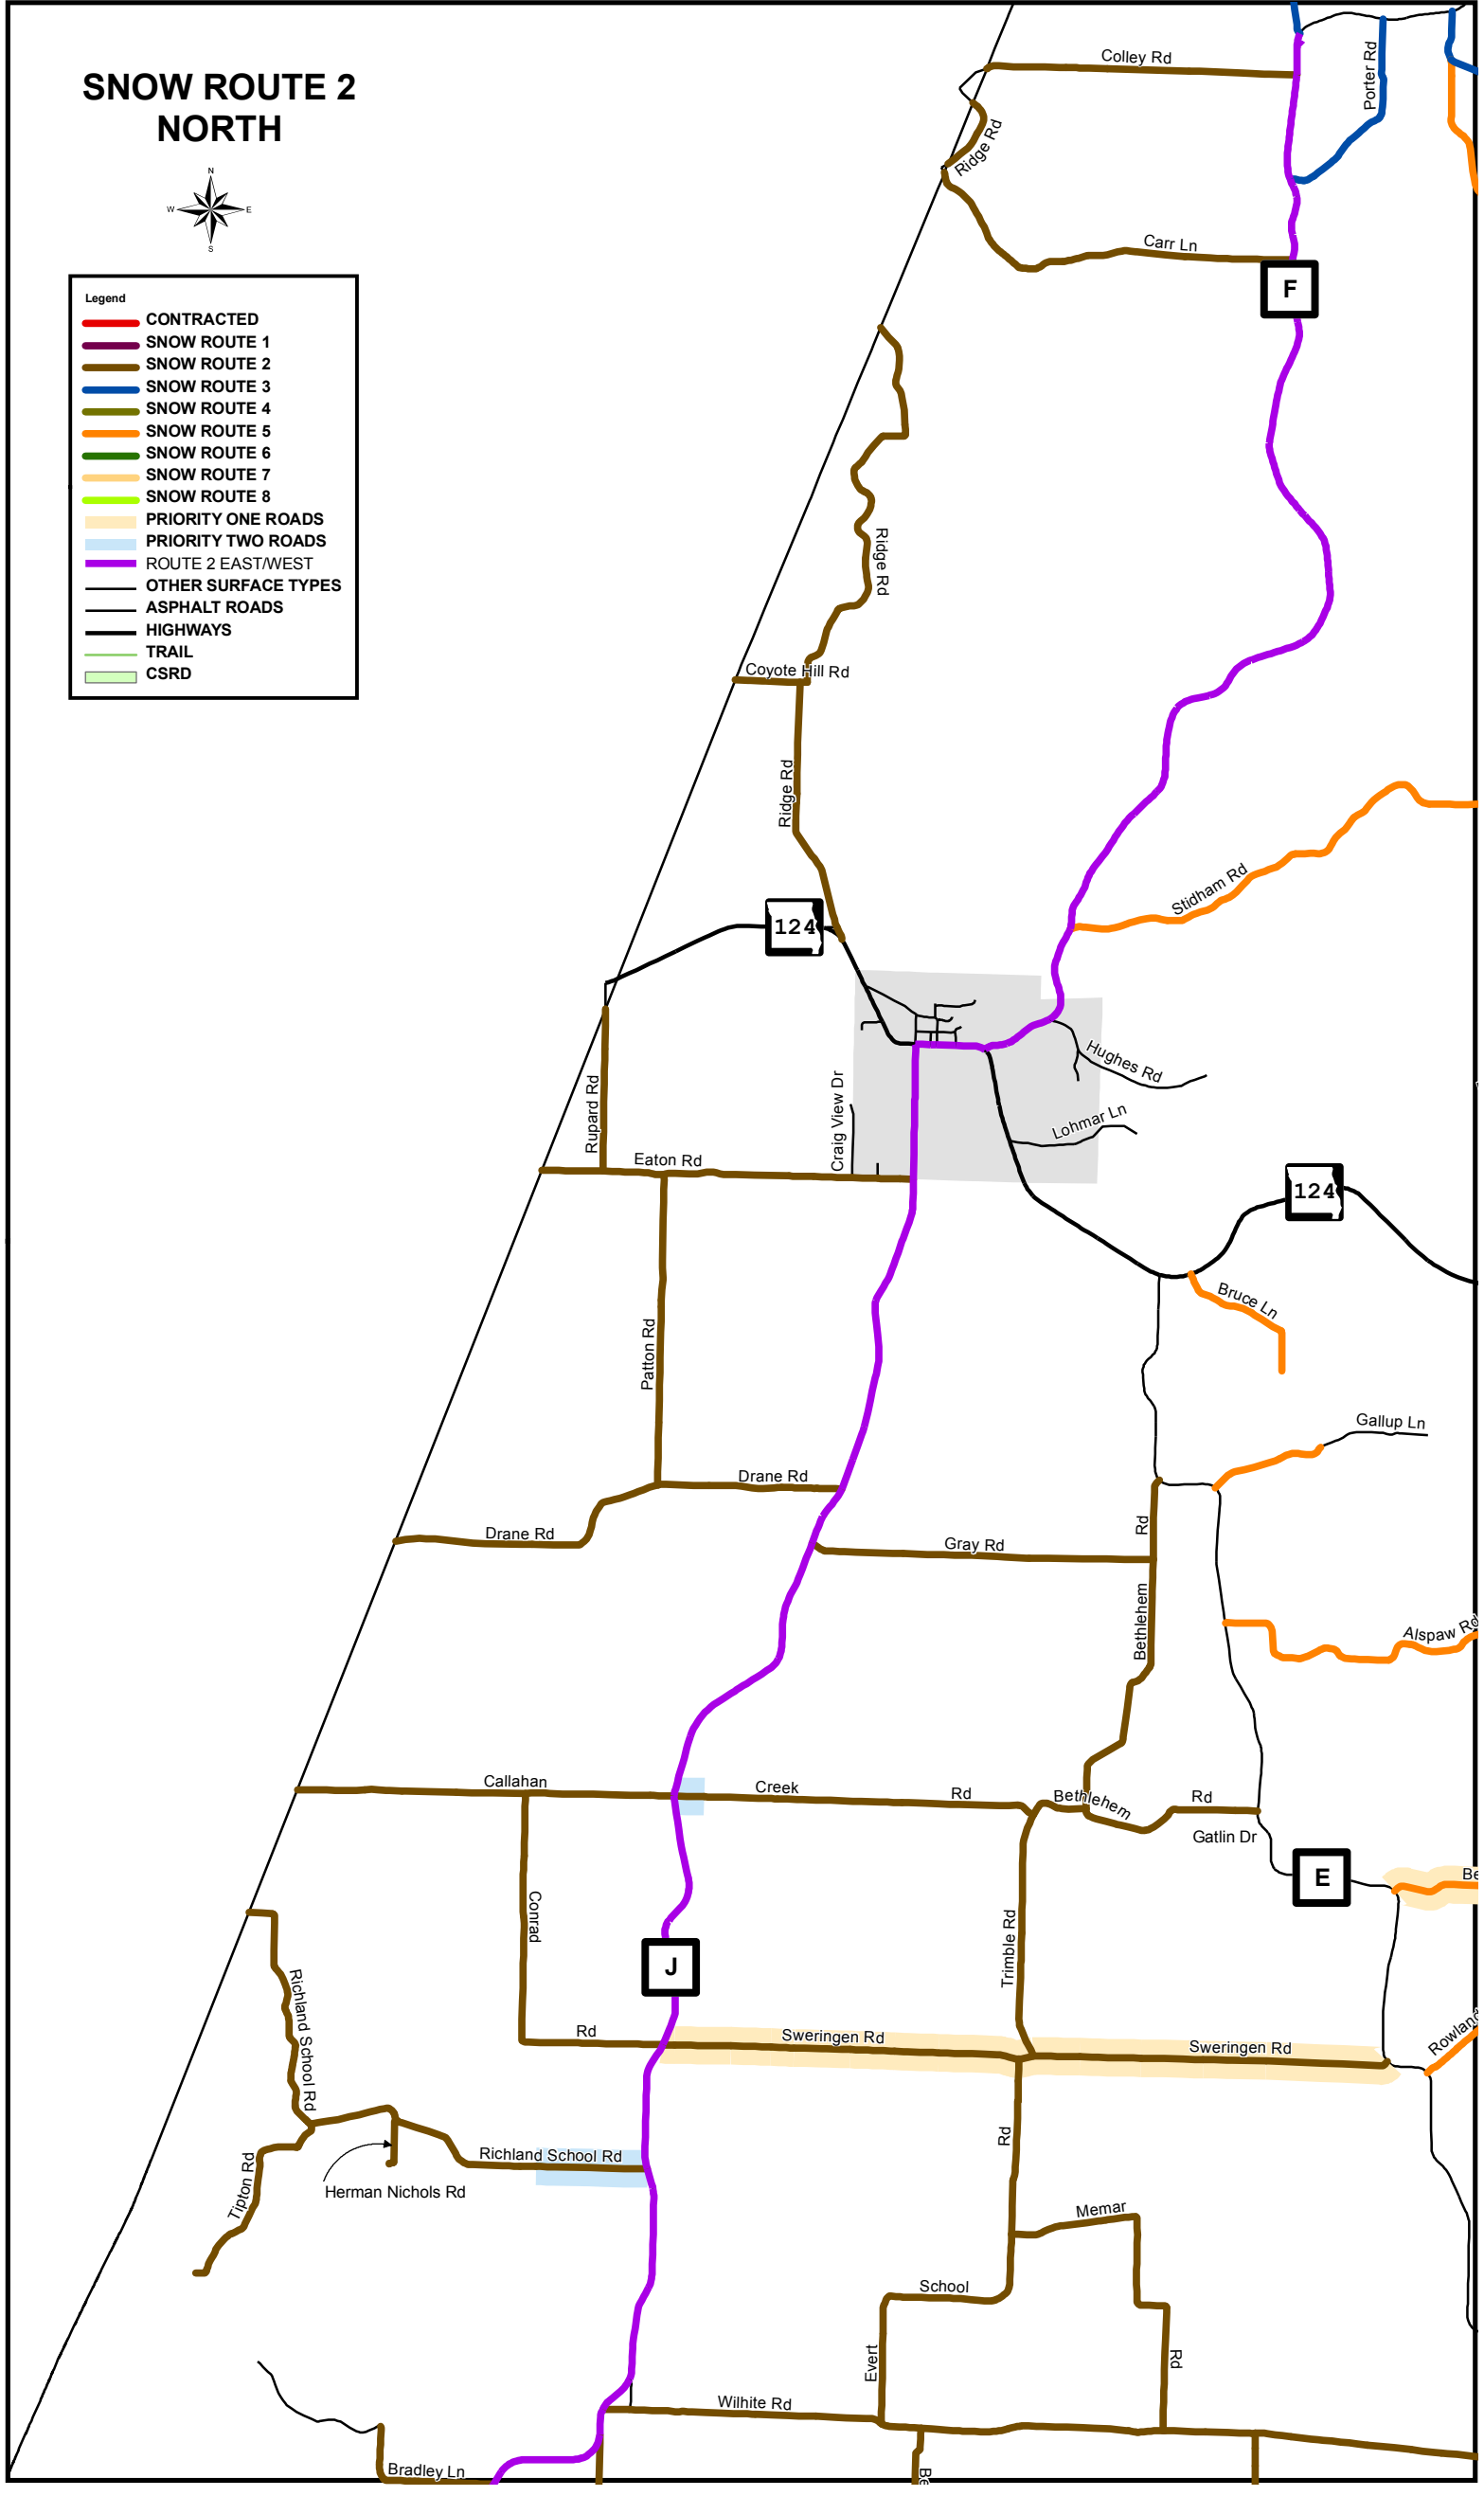 SNOW ROUTE 2
NORTH
N
W
E
S
Legend
CONTRACTED
SNOW ROUTE 1
SNOW ROUTE 2
SNOW ROUTE 3
SNOW ROUTE 4
SNOW ROUTE 5
SNOW ROUTE 6
SNOW ROUTE 7
SNOW ROUTE 8
PRIORITY ONE ROADS
PRIORITY TWO ROADS
ROUTE 2 EAST/WEST
OTHER SURFACE TYPES
ASPHALT ROADS
HIGHWAYS
TRAIL
CSRD
Colley Rd
Porter Rd
Ridge Rd
Carr Ln
F
Ridge Rd
Coyote Hill Rd
Ridge Rd
Stidham Rd
124
Hughes Rd
Lohmar Ln
Craig View Dr
Rupard Rd
Eaton Rd
124
Bruce Ln
Patton Rd
Gallup Ln
Drane Rd
Drane Rd
Gray Rd
Rd
Bethlehem
Alspaw Rd
Callahan
Creek
Rd
Bethlehem
Rd
Gatlin Dr
E
Be
Conrad
Trimble Rd
J
Richland School Rd
Rd
Sweringen Rd
Sweringen Rd
Rowland
Rd
Richland School Rd
Tipton Rd
Herman Nichols Rd
Memar
School
Evert
Rd
Wilhite Rd
Bradley Ln
Be